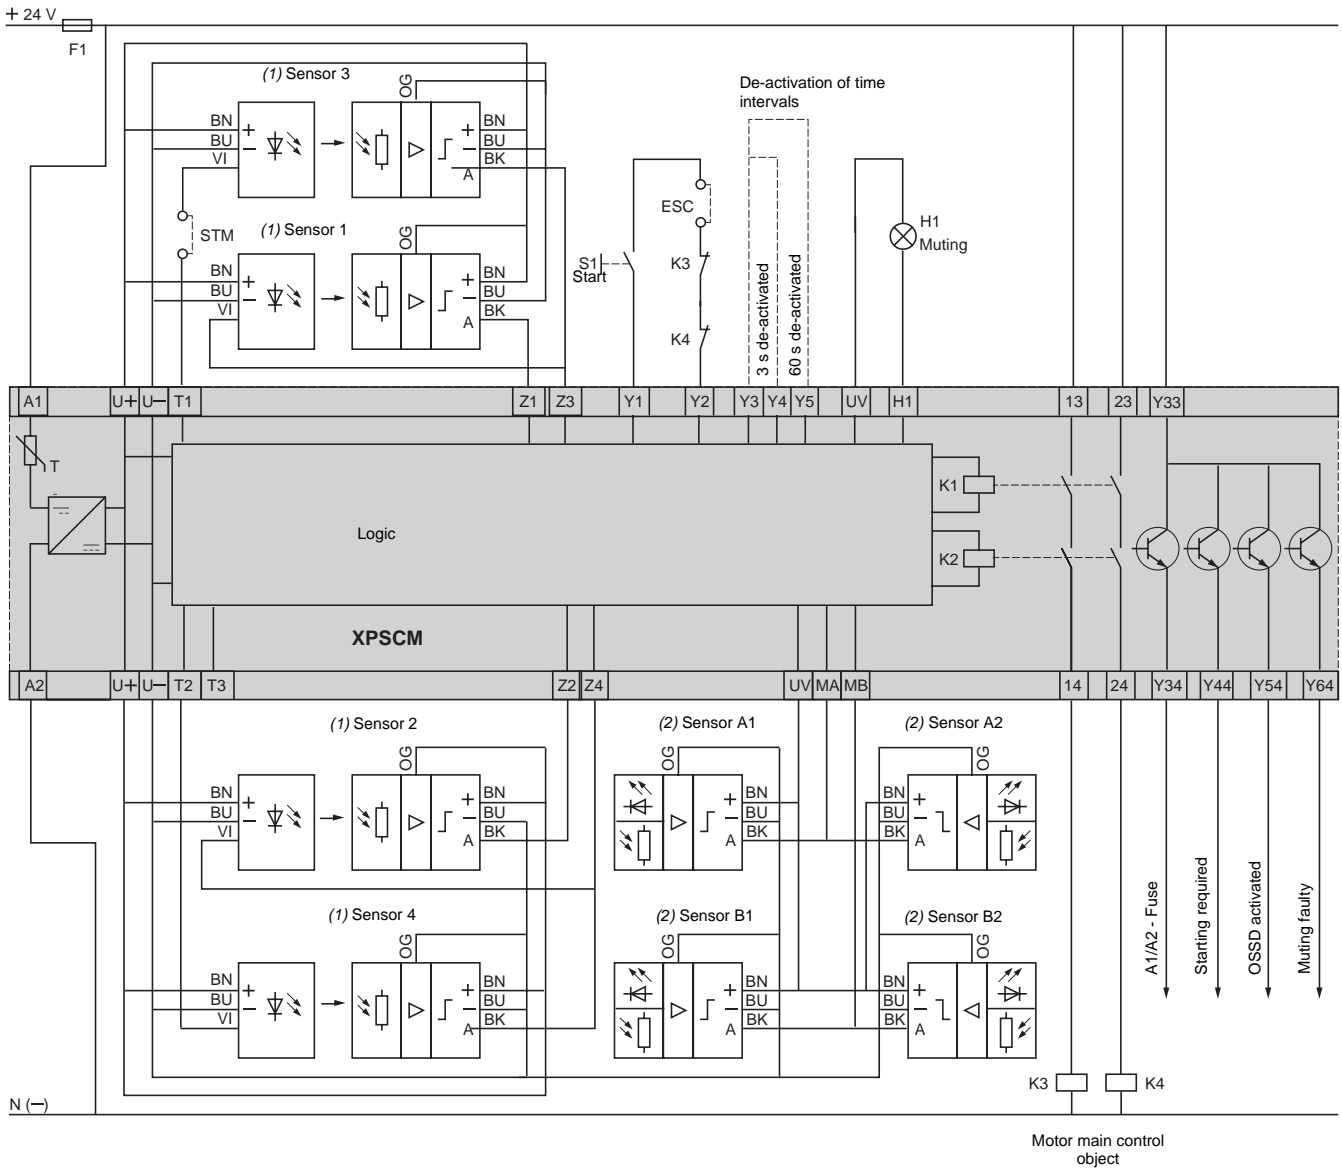 + 24 V
F1
(1) Sensor 3
OG
BN
BU
VI
+
−
+
−
A
BN
BU
BK
STM
(1) Sensor 1
OG
BN
BU
VI
+
−
+
−
A
BN
BU
BK
S1
Start
ESC
K3
K4
De-activation of time
intervals
3 s de-activated
60 s de-activated
H1
Muting
A1 U+ U− T1 Z1 Z3 Y1 Y2 Y3 Y4 Y5 UV H1 13 23 Y33
T
Logic
K1
K2
XPSCM
A2 U+ U− T2 T3 Z2 Z4 UV MA MB 14 24 Y34 Y44 Y54 Y64
(1) Sensor 2
OG
BN
BU
VI
+
−
+
−
A
BN
BU
BK
(2) Sensor A1
OG
+
−
A
BN
BU
BK
(2) Sensor A2
OG
BN
BU
BK
+
−
A
(1) Sensor 4
OG
BN
BU
VI
+
−
+
−
A
BN
BU
BK
(2) Sensor B1
OG
+
−
A
BN
BU
BK
(2) Sensor B2
OG
BN
BU
BK
+
−
A
A1/A2 - Fuse
Starting required
OSSD activated
Muting faulty
K3
K4
N (−)
Motor main control
object